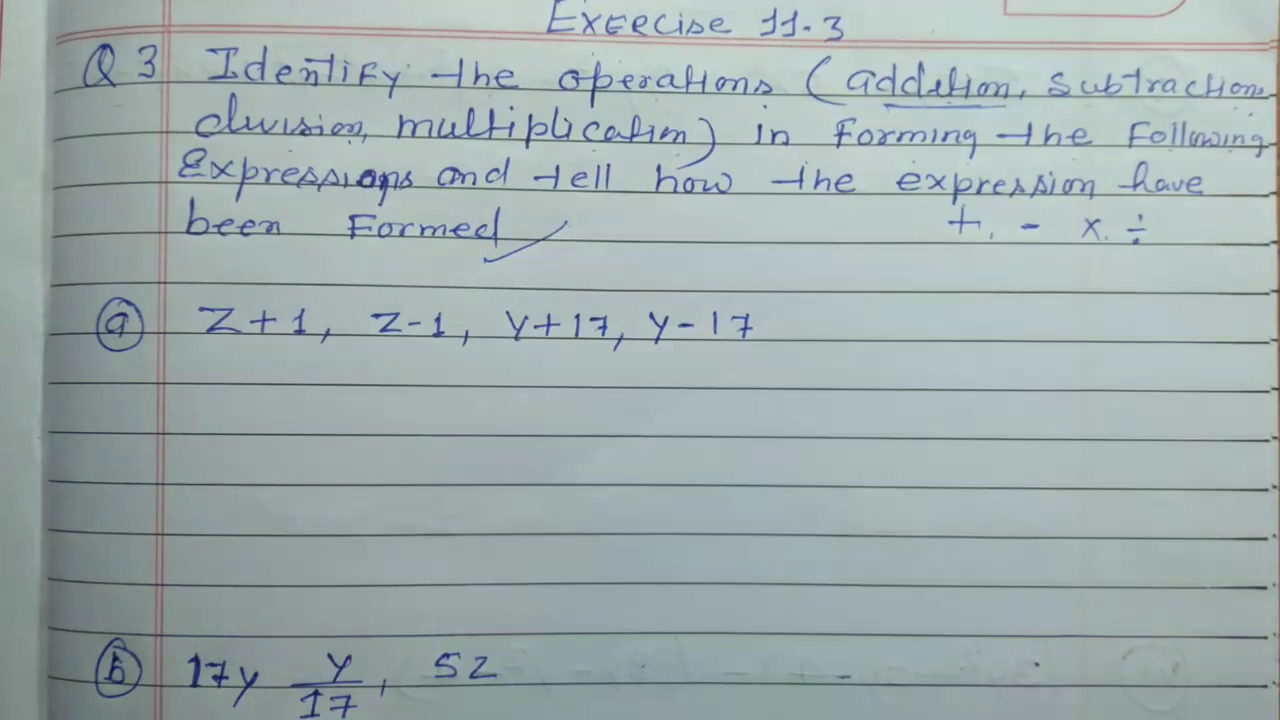 Exercise 11.3
Q 3 Identify the operations (addition, subtraction,
division, multiplication) in forming the following
Expressions and tell how the expression have
been Formed
+, - ×, ÷
(a) z+1, z-1, y+17, y-17
(b) 17y y/17, 5z